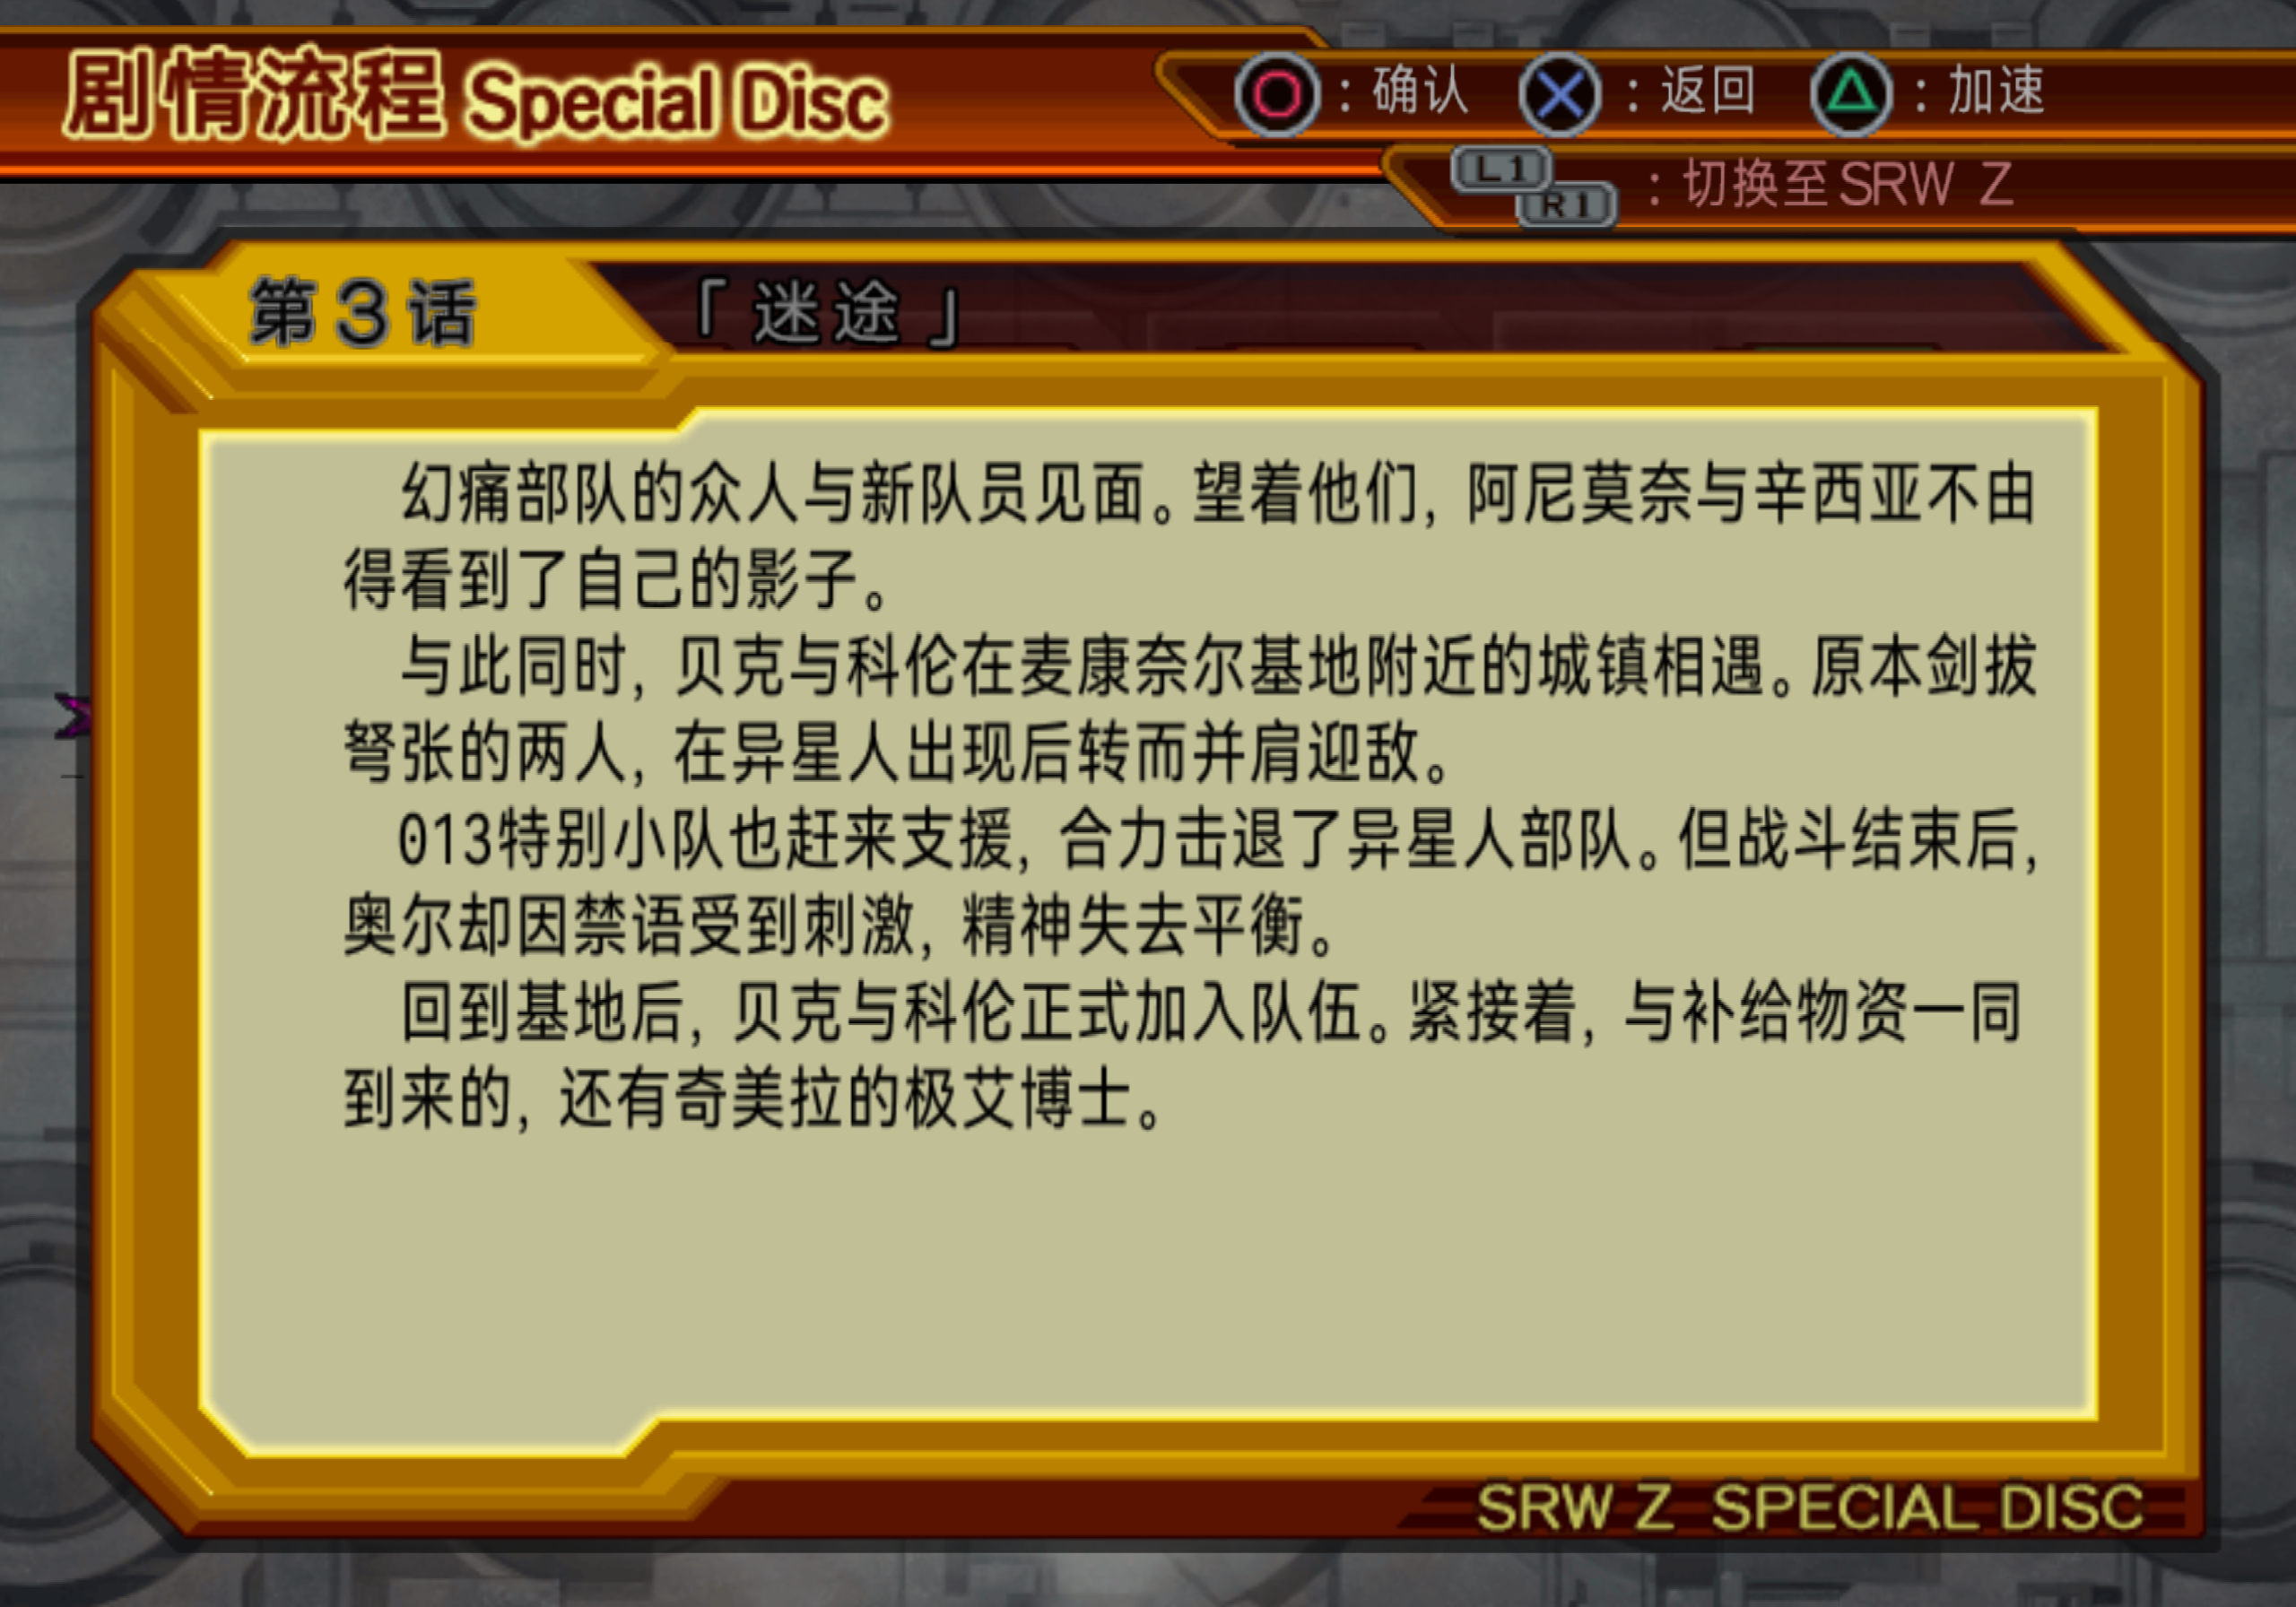 剧情流程 Special Disc
：确认 ：返回 ：加速
L1 R1 ：切换至SRW Z
第3话 「迷途」
幻痛部队的众人与新队员见面。望着他们，阿尼莫奈与辛西亚不由
得看到了自己的影子。
与此同时，贝克与科伦在麦康奈尔基地附近的城镇相遇。原本剑拔
弩张的两人，在异星人出现后转而并肩迎敌。
013特别小队也赶来支援，合力击退了异星人部队。但战斗结束后，
奥尔却因禁语受到刺激，精神失去平衡。
回到基地后，贝克与科伦正式加入队伍。紧接着，与补给物资一同
到来的，还有奇美拉的极艾博士。
SRW Z SPECIAL DISC